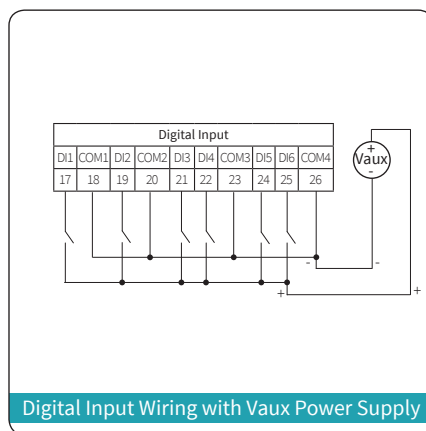 Digital Input
DI1 COM1 DI2 COM2 DI3 DI4 COM3 DI5 DI6 COM4
17 18 19 20 21 22 23 24 25 26
+
Vaux
-
- -
+ +
Digital Input Wiring with Vaux Power Supply